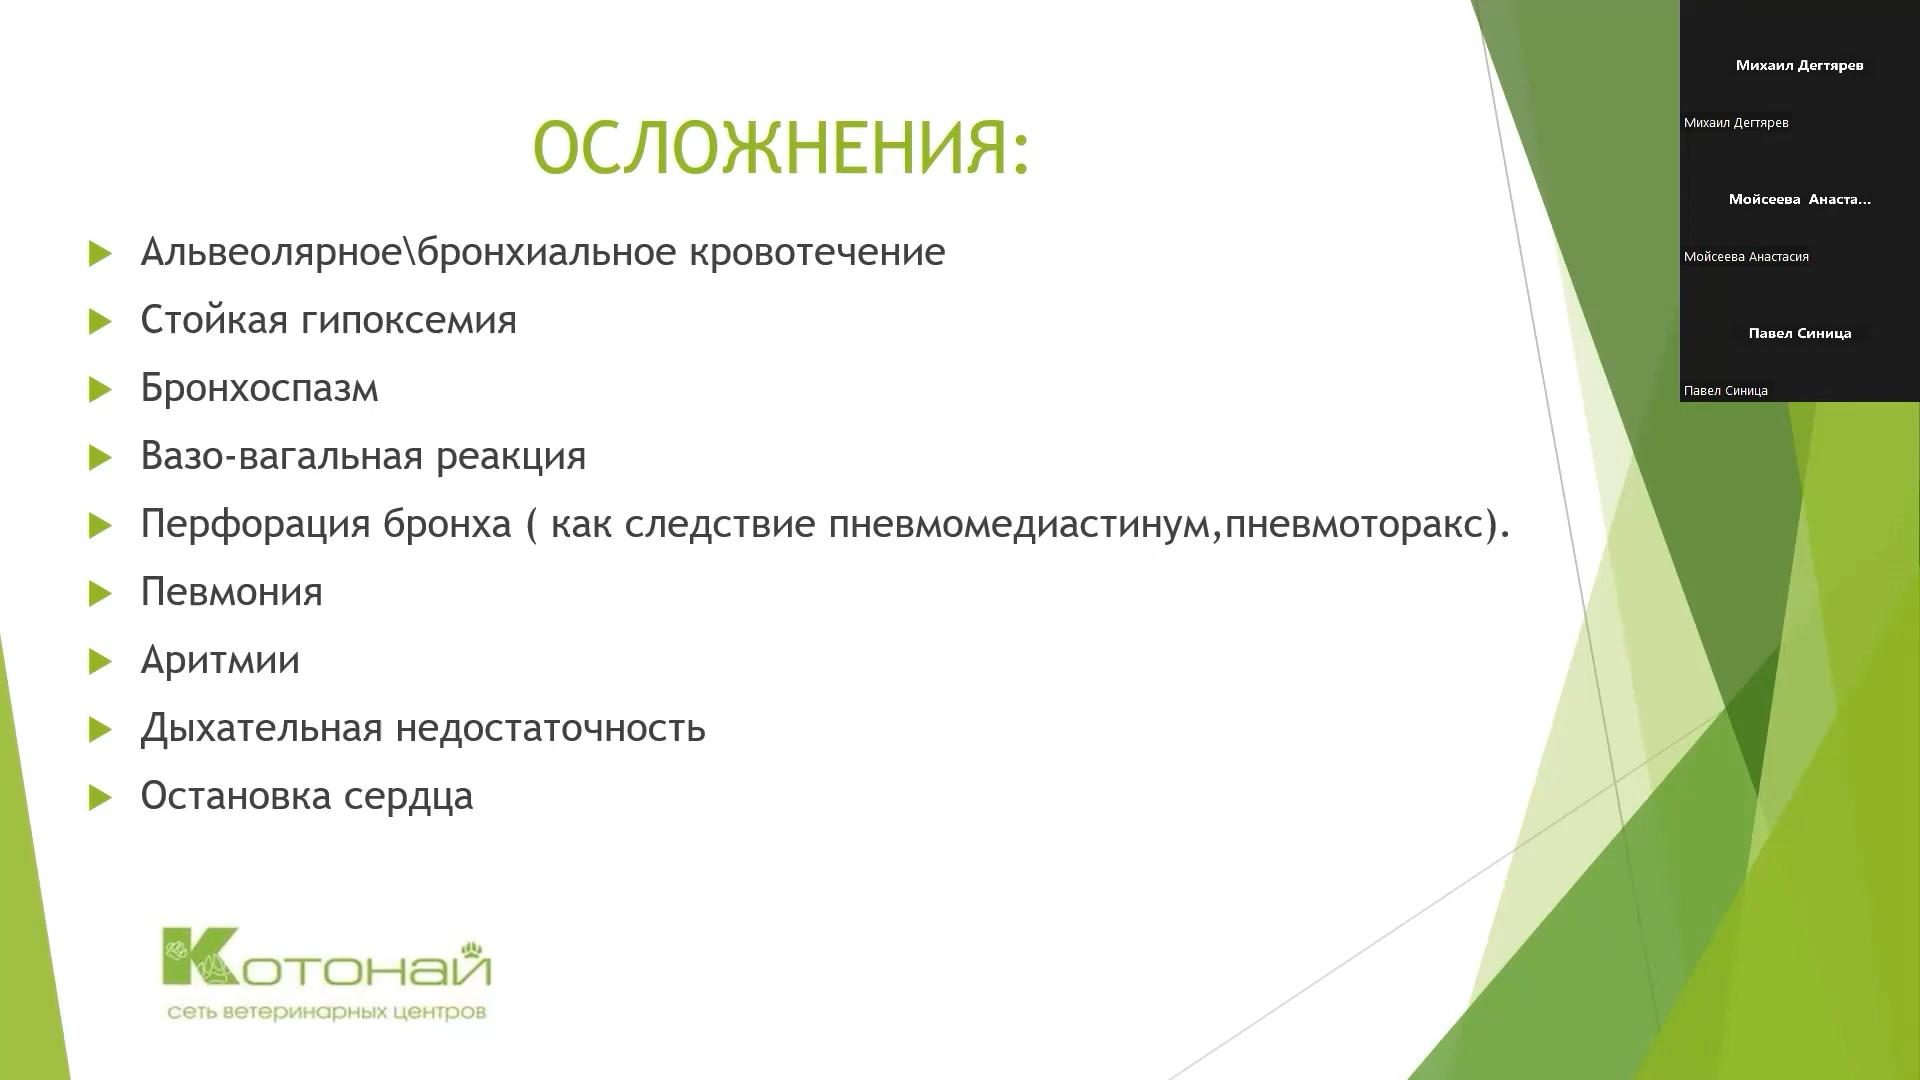 ОСЛОЖНЕНИЯ:
Альвеолярное\бронхиальное кровотечение
Стойкая гипоксемия
Бронхоспазм
Вазо-вагальная реакция
Перфорация бронха ( как следствие пневмомедиастинум,пневмоторакс).
Певмония
Аритмии
Дыхательная недостаточность
Остановка сердца
Котонай
сеть ветеринарных центров
Михаил Дегтярев
Михаил Дегтярев
Мойсеева Анаста...
Мойсеева Анастасия
Павел Синица
Павел Синица